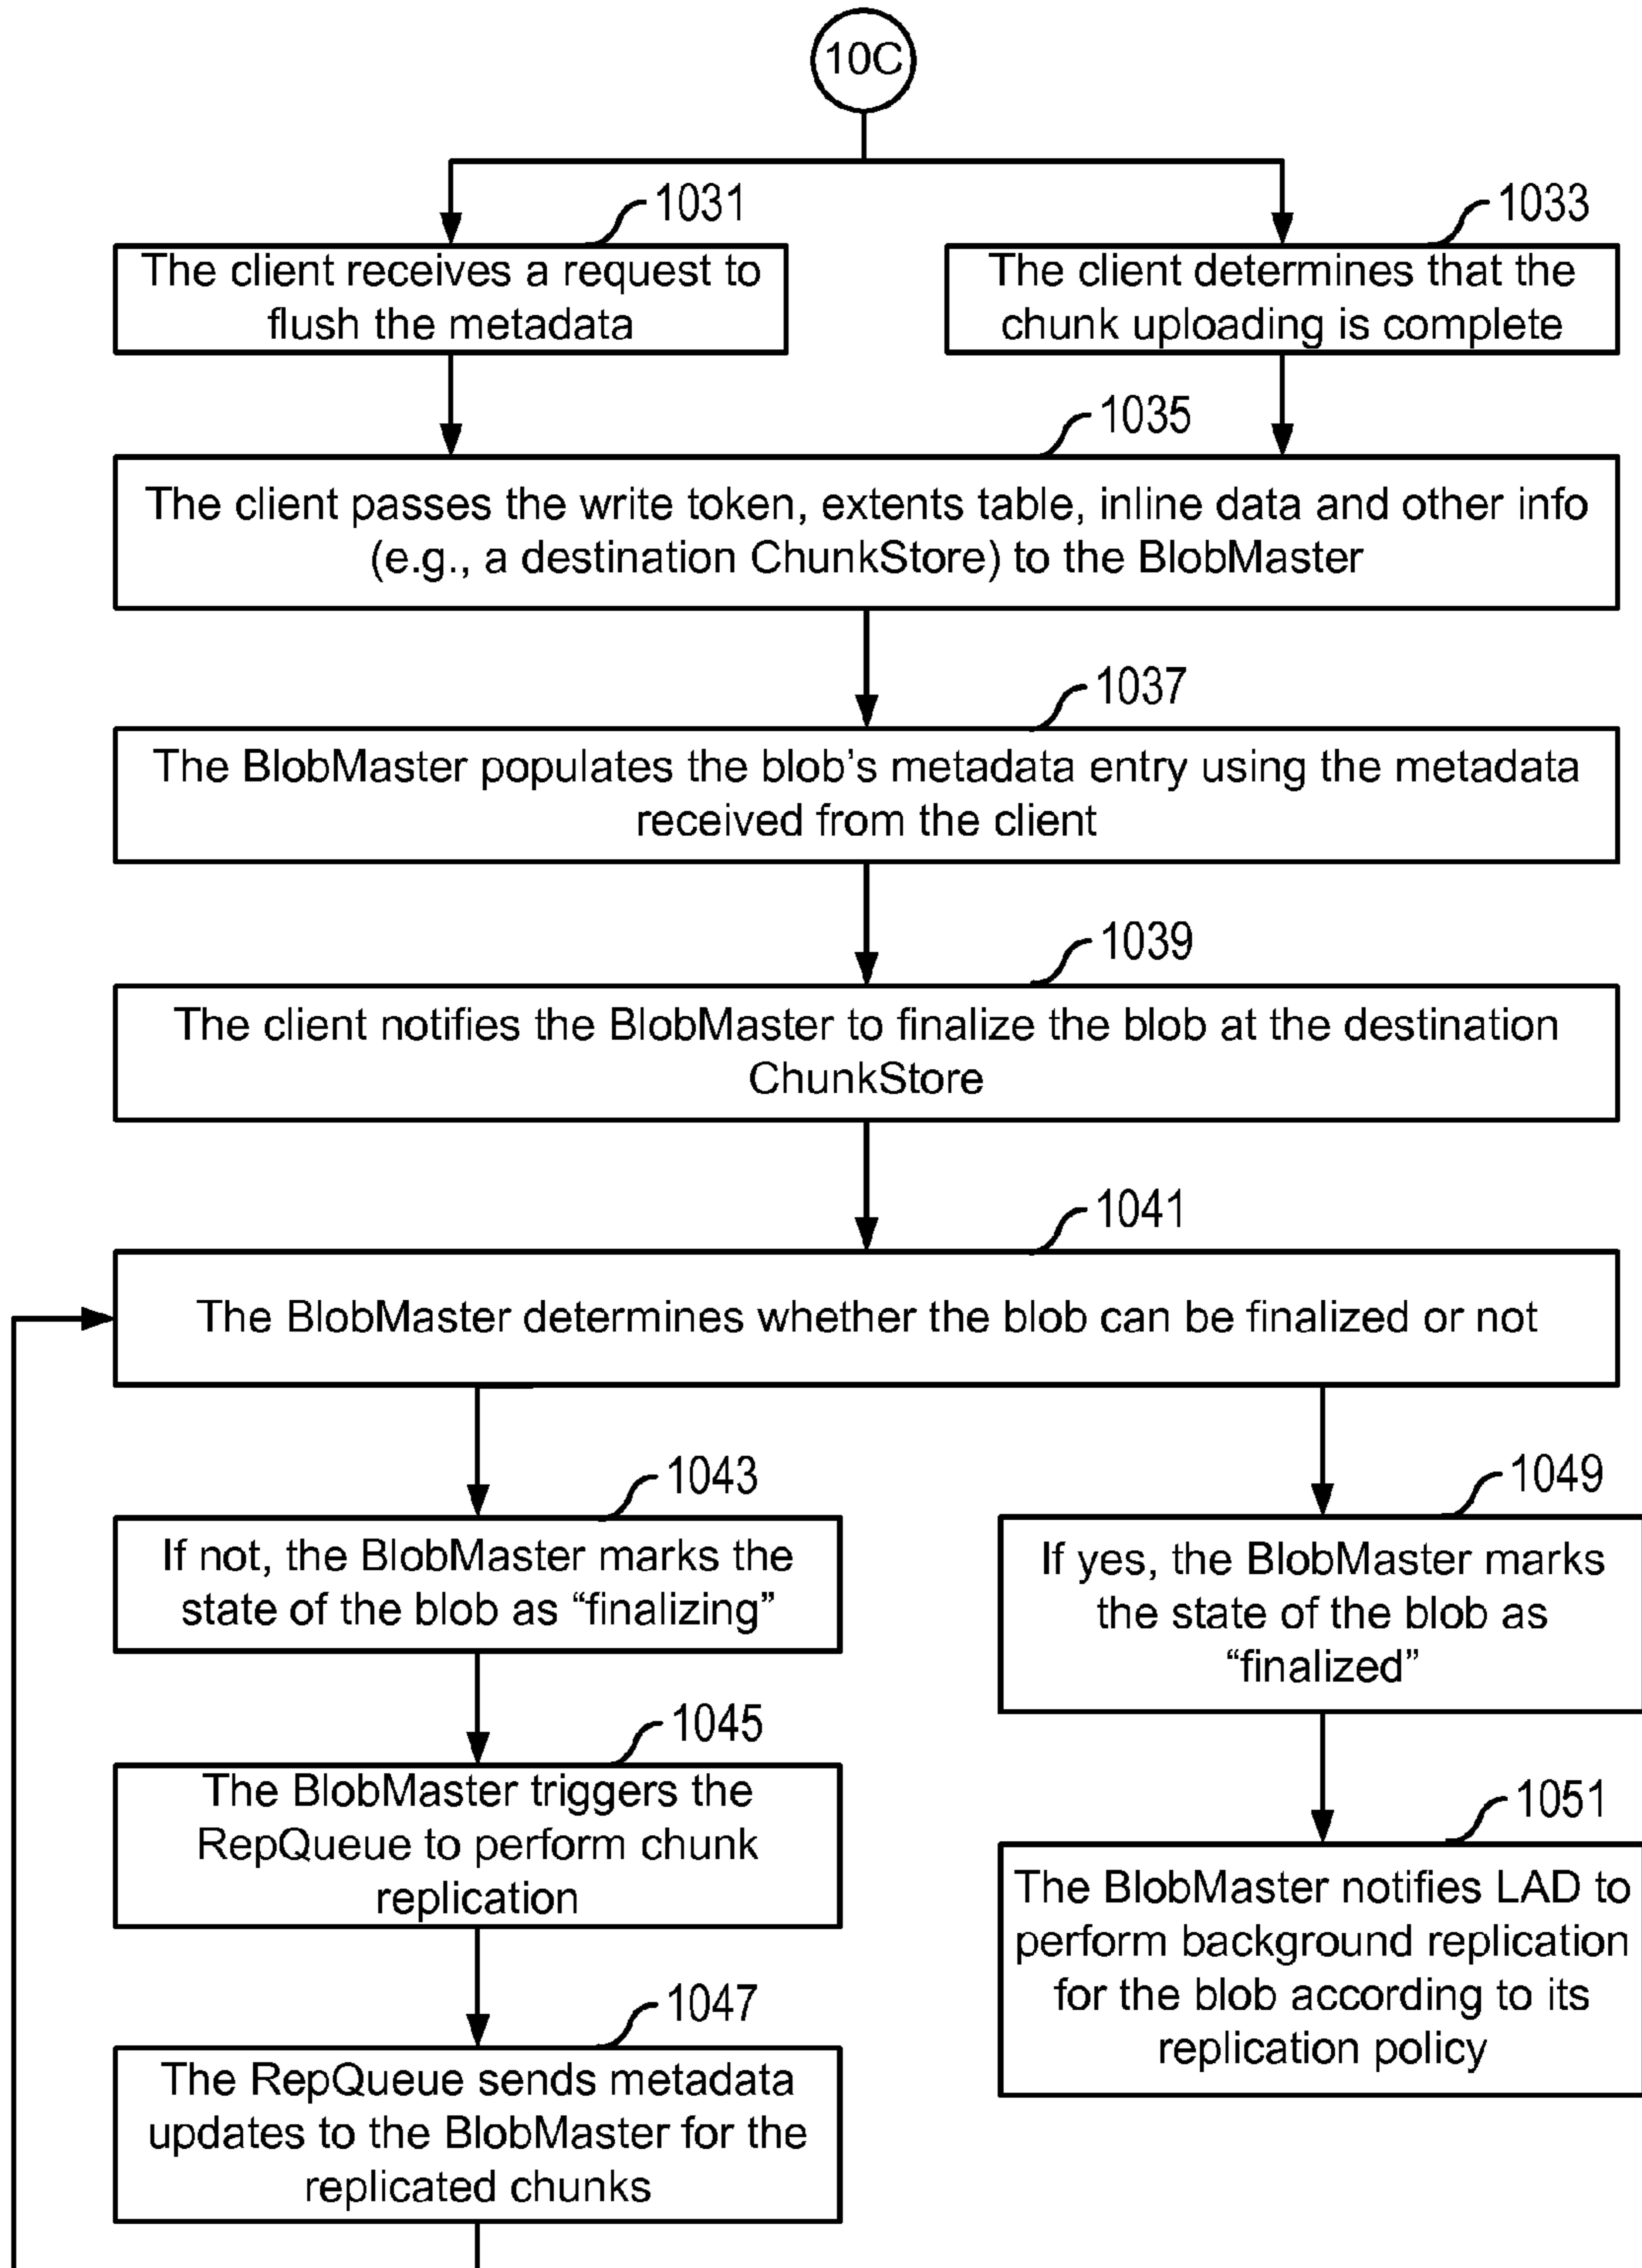 10C
1031
The client receives a request to
flush the metadata
1033
The client determines that the
chunk uploading is complete
1035
The client passes the write token, extents table, inline data and other info
(e.g., a destination ChunkStore) to the BlobMaster
1037
The BlobMaster populates the blob’s metadata entry using the metadata
received from the client
1039
The client notifies the BlobMaster to finalize the blob at the destination
ChunkStore
1041
The BlobMaster determines whether the blob can be finalized or not
1043
If not, the BlobMaster marks the
state of the blob as “finalizing”
1045
The BlobMaster triggers the
RepQueue to perform chunk
replication
1047
The RepQueue sends metadata
updates to the BlobMaster for the
replicated chunks
1049
If yes, the BlobMaster marks
the state of the blob as
“finalized”
1051
The BlobMaster notifies LAD to
perform background replication
for the blob according to its
replication policy